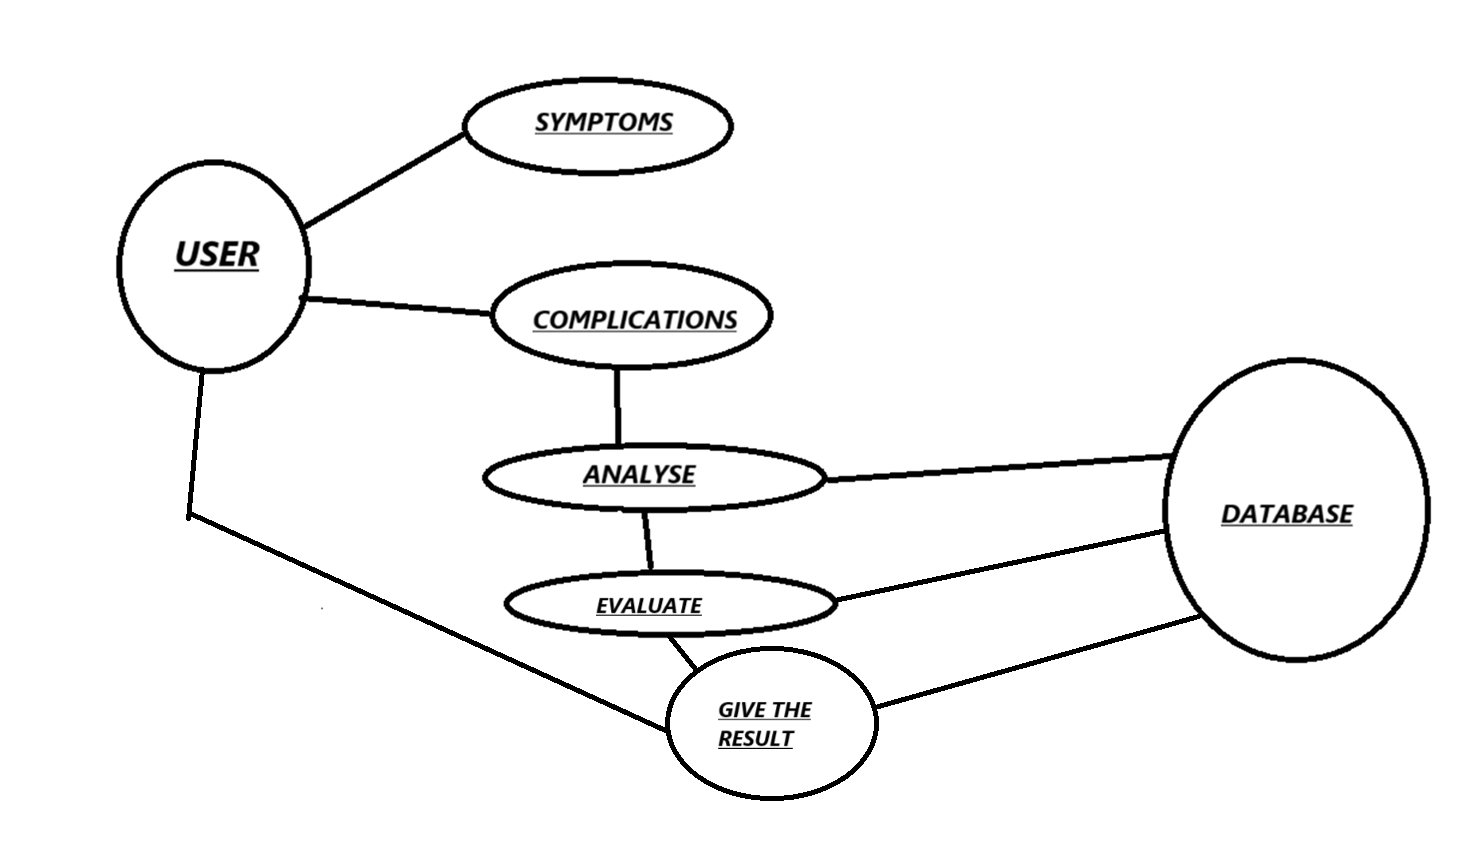 SYMPTOMS
USER
COMPLICATIONS
ANALYSE
DATABASE
EVALUATE
GIVE THE
RESULT